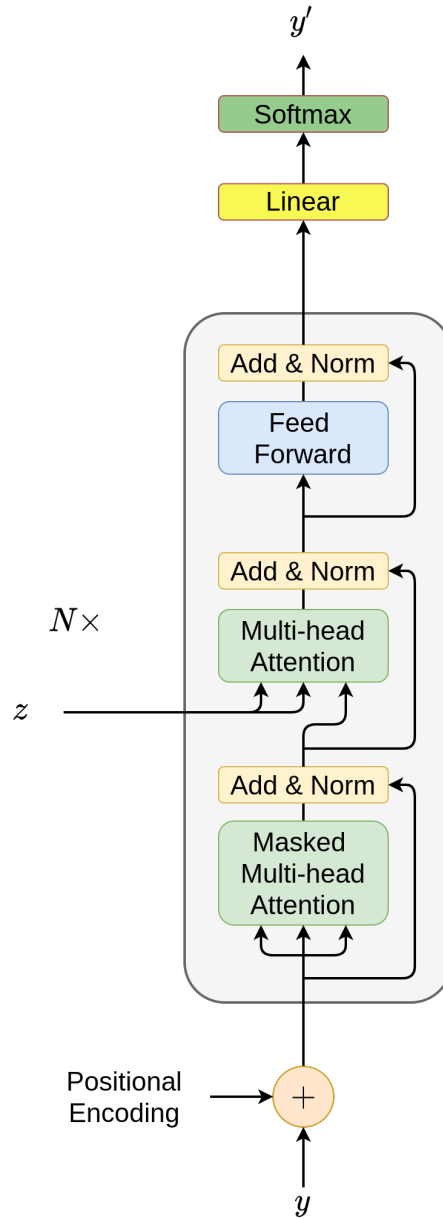 y′
Softmax
Linear
Add & Norm
Feed
Forward
Add & Norm
N×
Multi-head
Attention
z
Add & Norm
Masked
Multi-head
Attention
Positional
Encoding
+
y